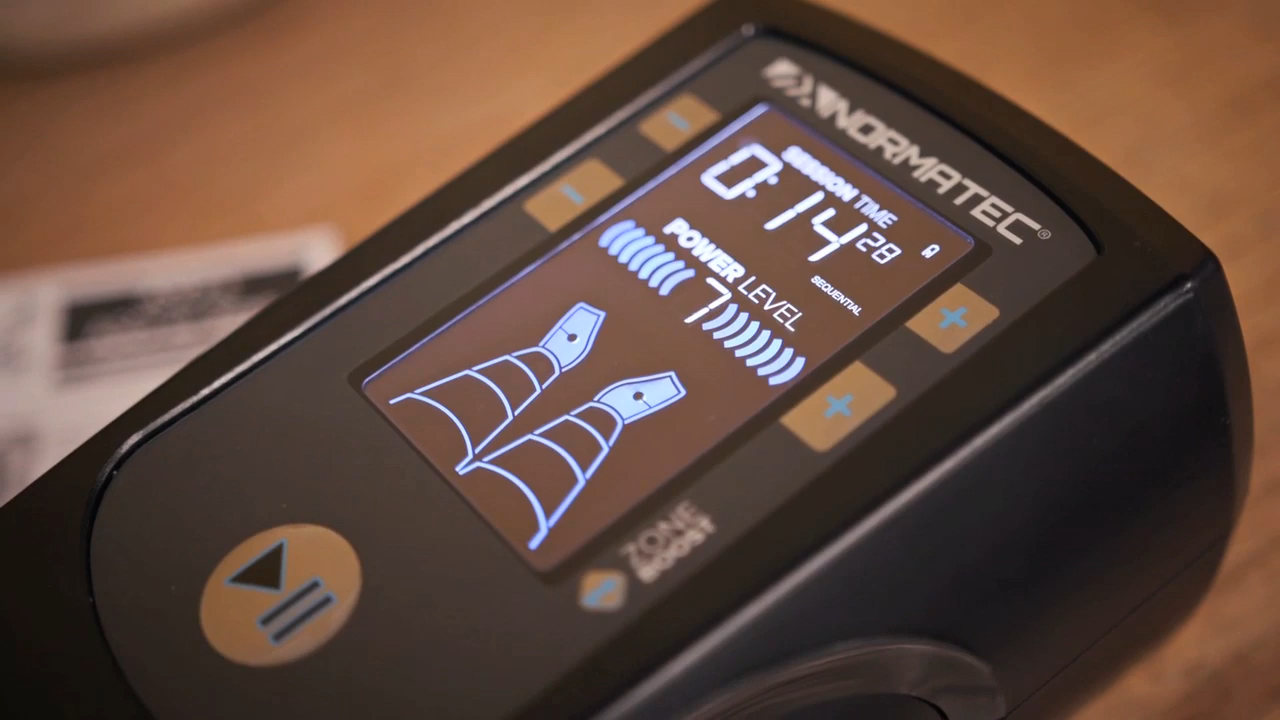 NORMATEC®
SESSION TIME
0:14 28 A
SEQUENTIAL
POWER LEVEL
7
ZONE
BOOST